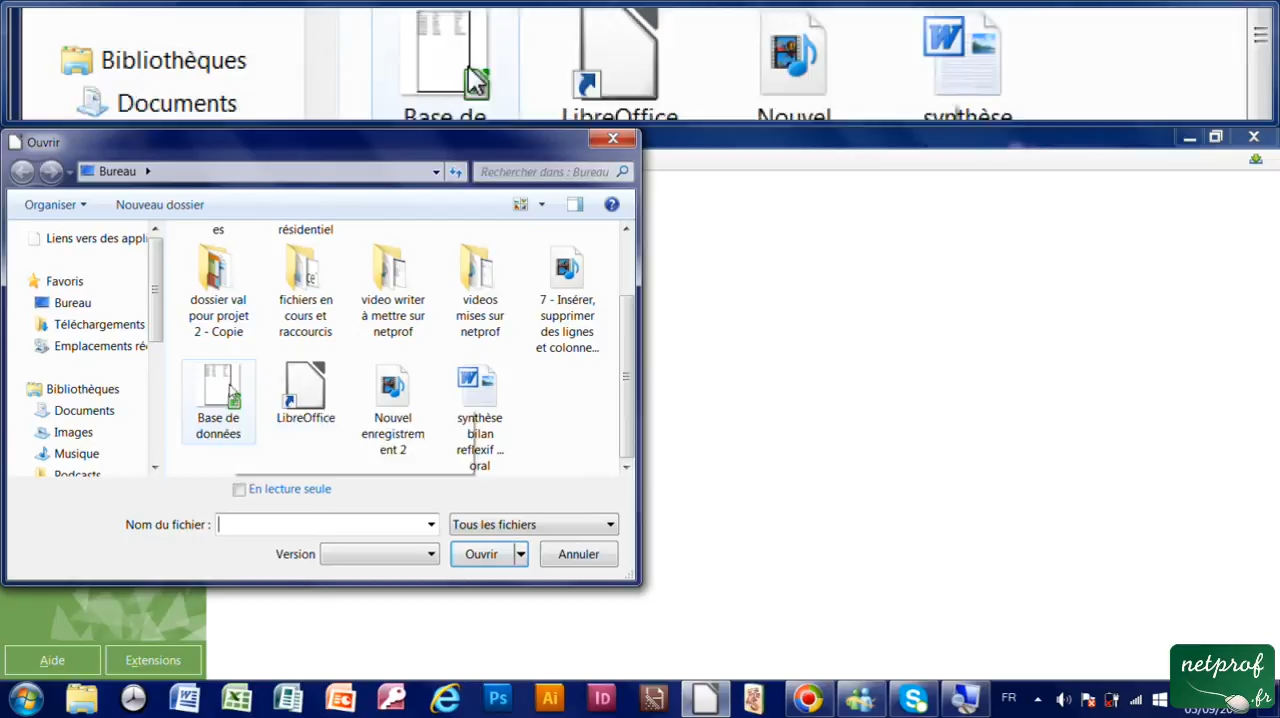 Bibliothèques
Documents
Base de
LibreOffice
Nouvel
synthèse
Ouvrir
Bureau
Rechercher dans : Bureau
Organiser
Nouveau dossier
Liens vers des appli
Favoris
Bureau
Téléchargements
Emplacements ré
Bibliothèques
Documents
Images
Musique
Podcasts
es
résidentiel
dossier val
pour projet
2 - Copie
fichiers en
cours et
raccourcis
video writer
à mettre sur
netprof
videos
mises sur
netprof
7 - Insérer,
supprimer
des lignes
et colonne...
Base de
données
LibreOffice
Nouvel
enregistrem
ent 2
synthèse
bilan
reflexif ...
oral
En lecture seule
Nom du fichier :
Tous les fichiers
Version
Ouvrir
Annuler
Aide
Extensions
Ps
Ai
Id
FR
netprof
.fr